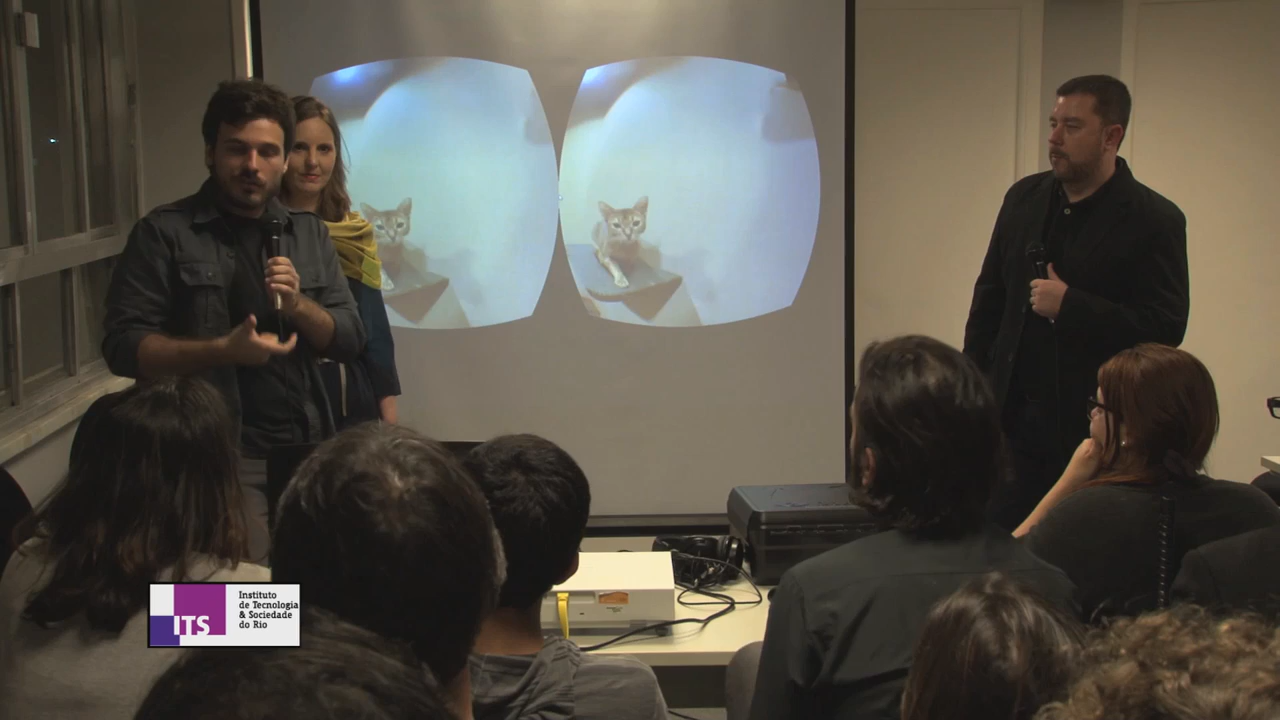 ITS
Instituto
de Tecnologia
& Sociedade
do Rio